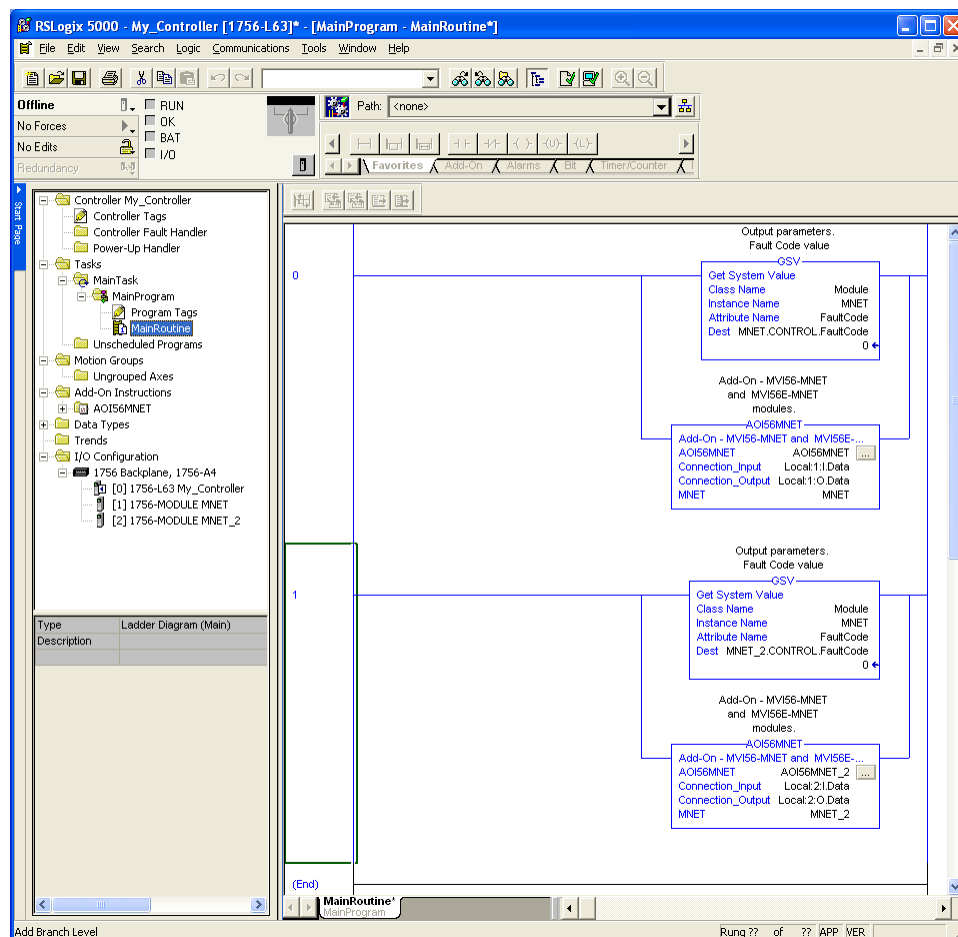 RSLogix 5000 - My_Controller [1756-L63]* - [MainProgram - MainRoutine*]
File Edit View Search Logic Communications Tools Window Help
Offline
RUN
Path: <none>
No Forces
OK
No Edits
BAT
Redundancy
I/O
Favorites Add-On Alarms Bit Timer/Counter
Start Page
Controller My_Controller
Controller Tags
Controller Fault Handler
Power-Up Handler
Tasks
MainTask
MainProgram
Program Tags
MainRoutine
Unscheduled Programs
Motion Groups
Ungrouped Axes
Add-On Instructions
AOI56MNET
Data Types
Trends
I/O Configuration
1756 Backplane, 1756-A4
[0] 1756-L63 My_Controller
[1] 1756-MODULE MNET
[2] 1756-MODULE MNET_2
Type Ladder Diagram (Main)
Description
0
Output parameters.
Fault Code value
GSV
Get System Value
Class Name Module
Instance Name MNET
Attribute Name FaultCode
Dest MNET.CONTROL.FaultCode
0
Add-On - MVI56-MNET
and MVI56E-MNET
modules.
AOI56MNET
Add-On - MVI56-MNET and MVI56E-...
AOI56MNET AOI56MNET ...
Connection_Input Local:1:I.Data
Connection_Output Local:1:O.Data
MNET MNET
1
Output parameters.
Fault Code value
GSV
Get System Value
Class Name Module
Instance Name MNET
Attribute Name FaultCode
Dest MNET_2.CONTROL.FaultCode
0
Add-On - MVI56-MNET
and MVI56E-MNET
modules.
AOI56MNET
Add-On - MVI56-MNET and MVI56E-...
AOI56MNET AOI56MNET_2 ...
Connection_Input Local:2:I.Data
Connection_Output Local:2:O.Data
MNET MNET_2
(End)
MainRoutine*
MainProgram
Add Branch Level
Rung ?? of ?? APP VER